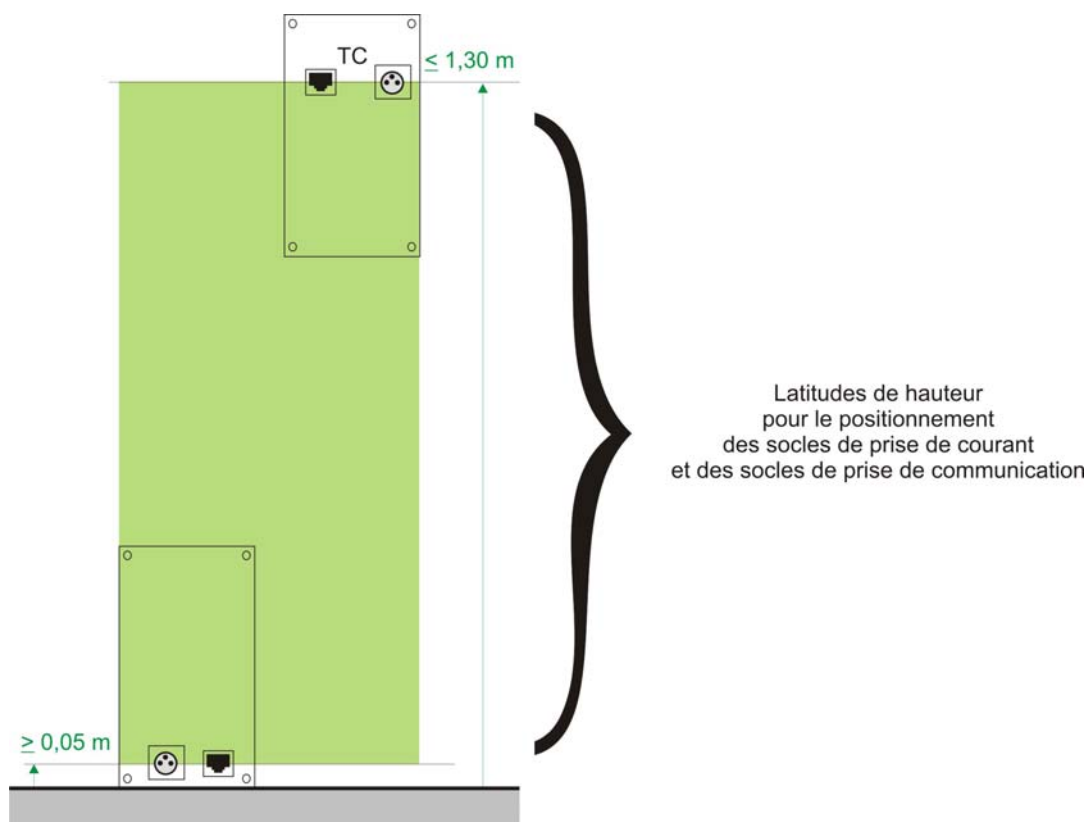 TC
≤ 1,30 m
Latitudes de hauteur
pour le positionnement
des socles de prise de courant
et des socles de prise de communication
≥ 0,05 m